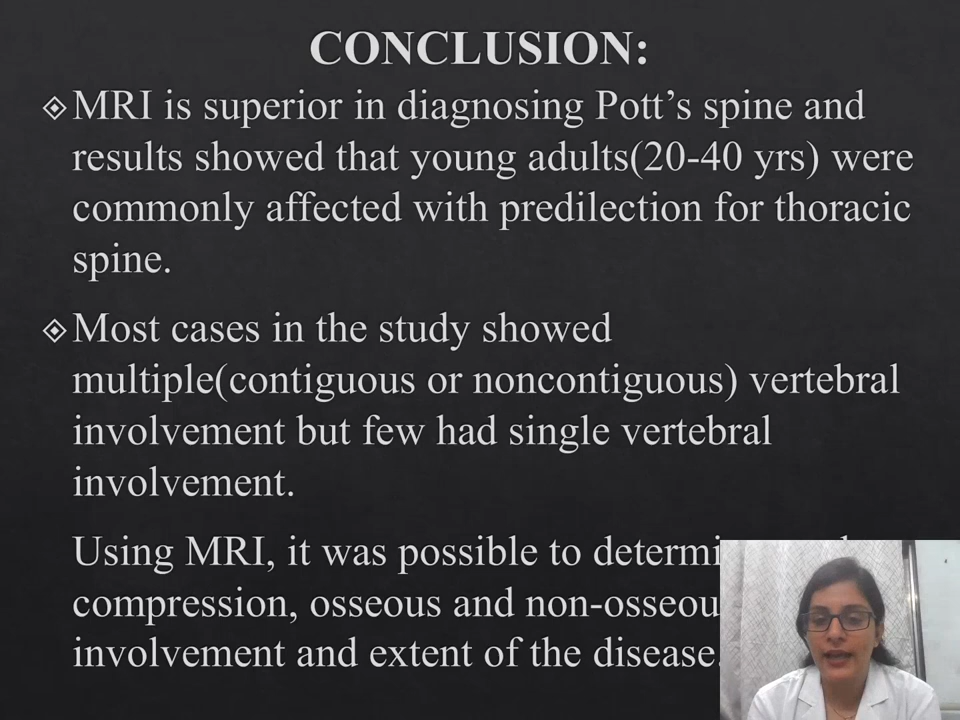 CONCLUSION:
MRI is superior in diagnosing Pott’s spine and
results showed that young adults(20-40 yrs) were
commonly affected with predilection for thoracic
spine.
Most cases in the study showed
multiple(contiguous or noncontiguous) vertebral
involvement but few had single vertebral
involvement.
Using MRI, it was possible to
compression, osseous and
involvement and extent of the disease.